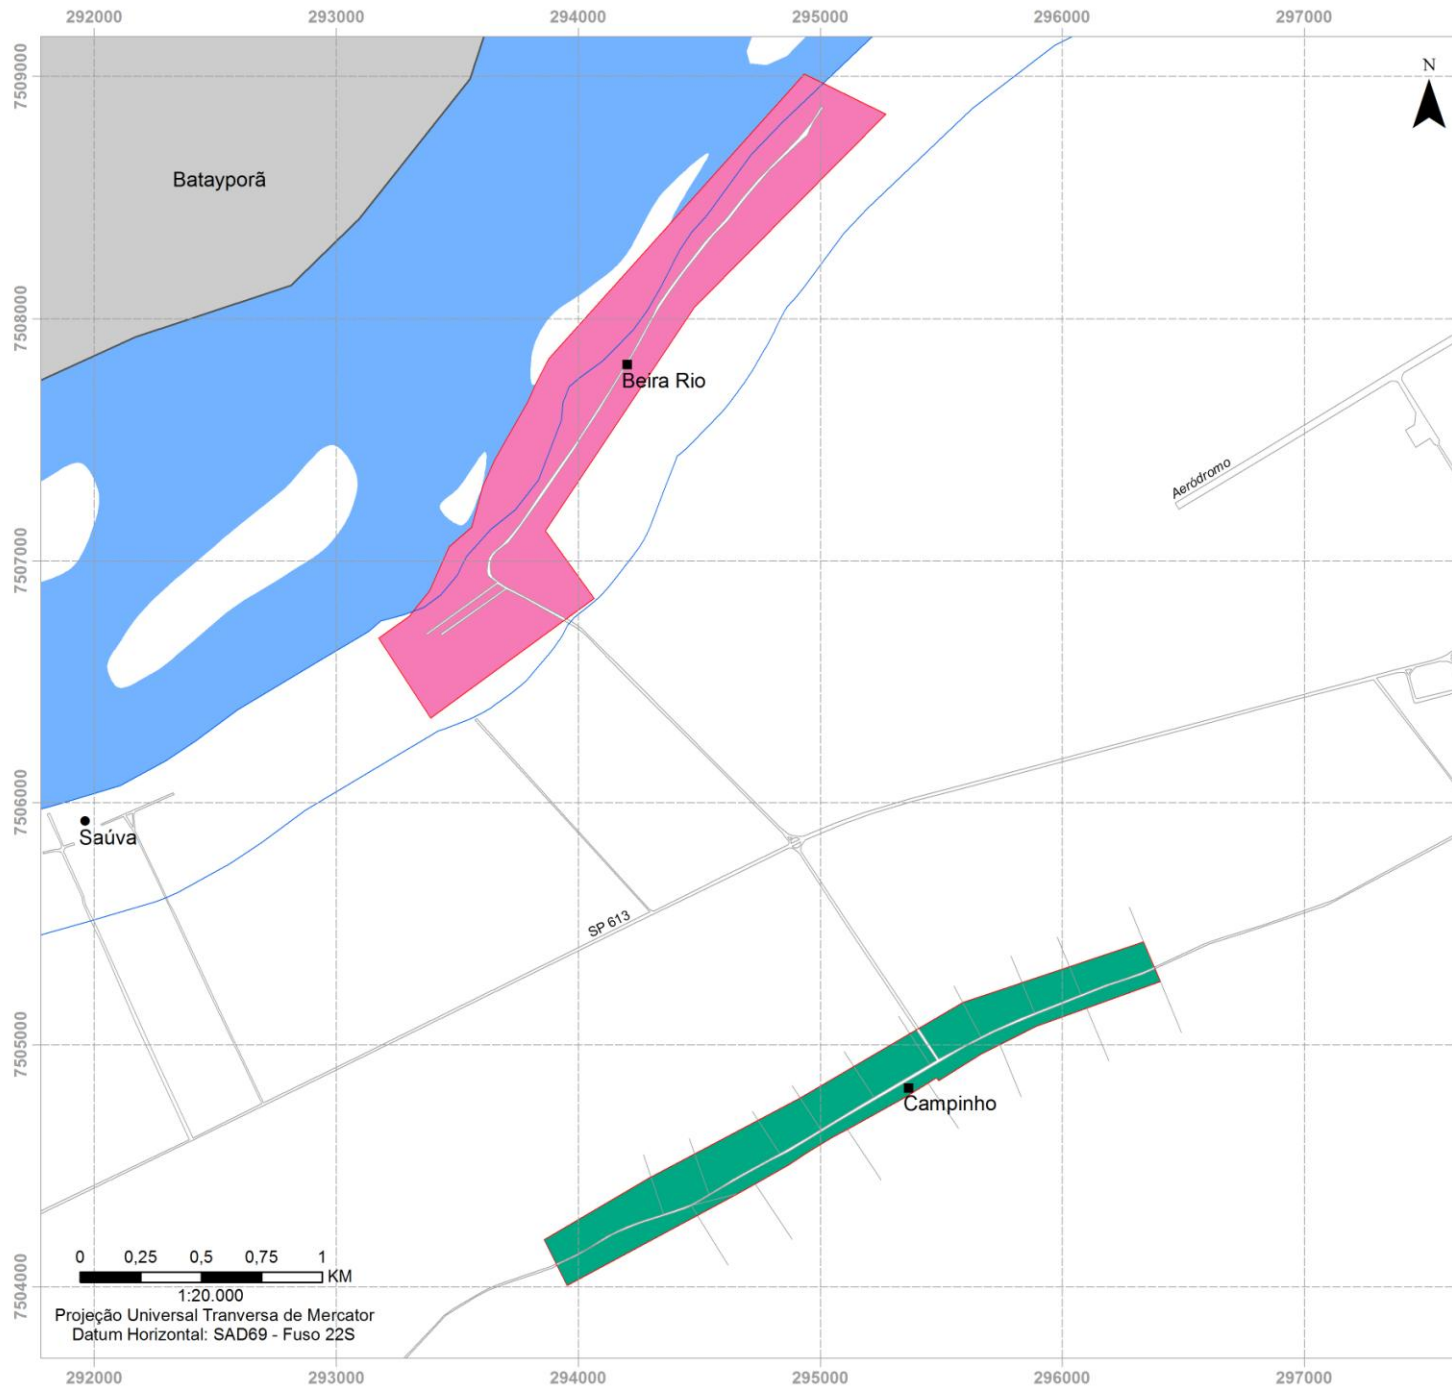 292000 293000 294000 295000 296000 297000
7509000
N
Batayporã
7508000
Beira Rio
Aeródromo
7507000
7506000
Saúva
SP 613
7505000
Campinho
0 0,25 0,5 0,75 1
KM
7504000
1:20.000
Projeção Universal Tranversa de Mercator
Datum Horizontal: SAD69 - Fuso 22S
292000 293000 294000 295000 296000 297000